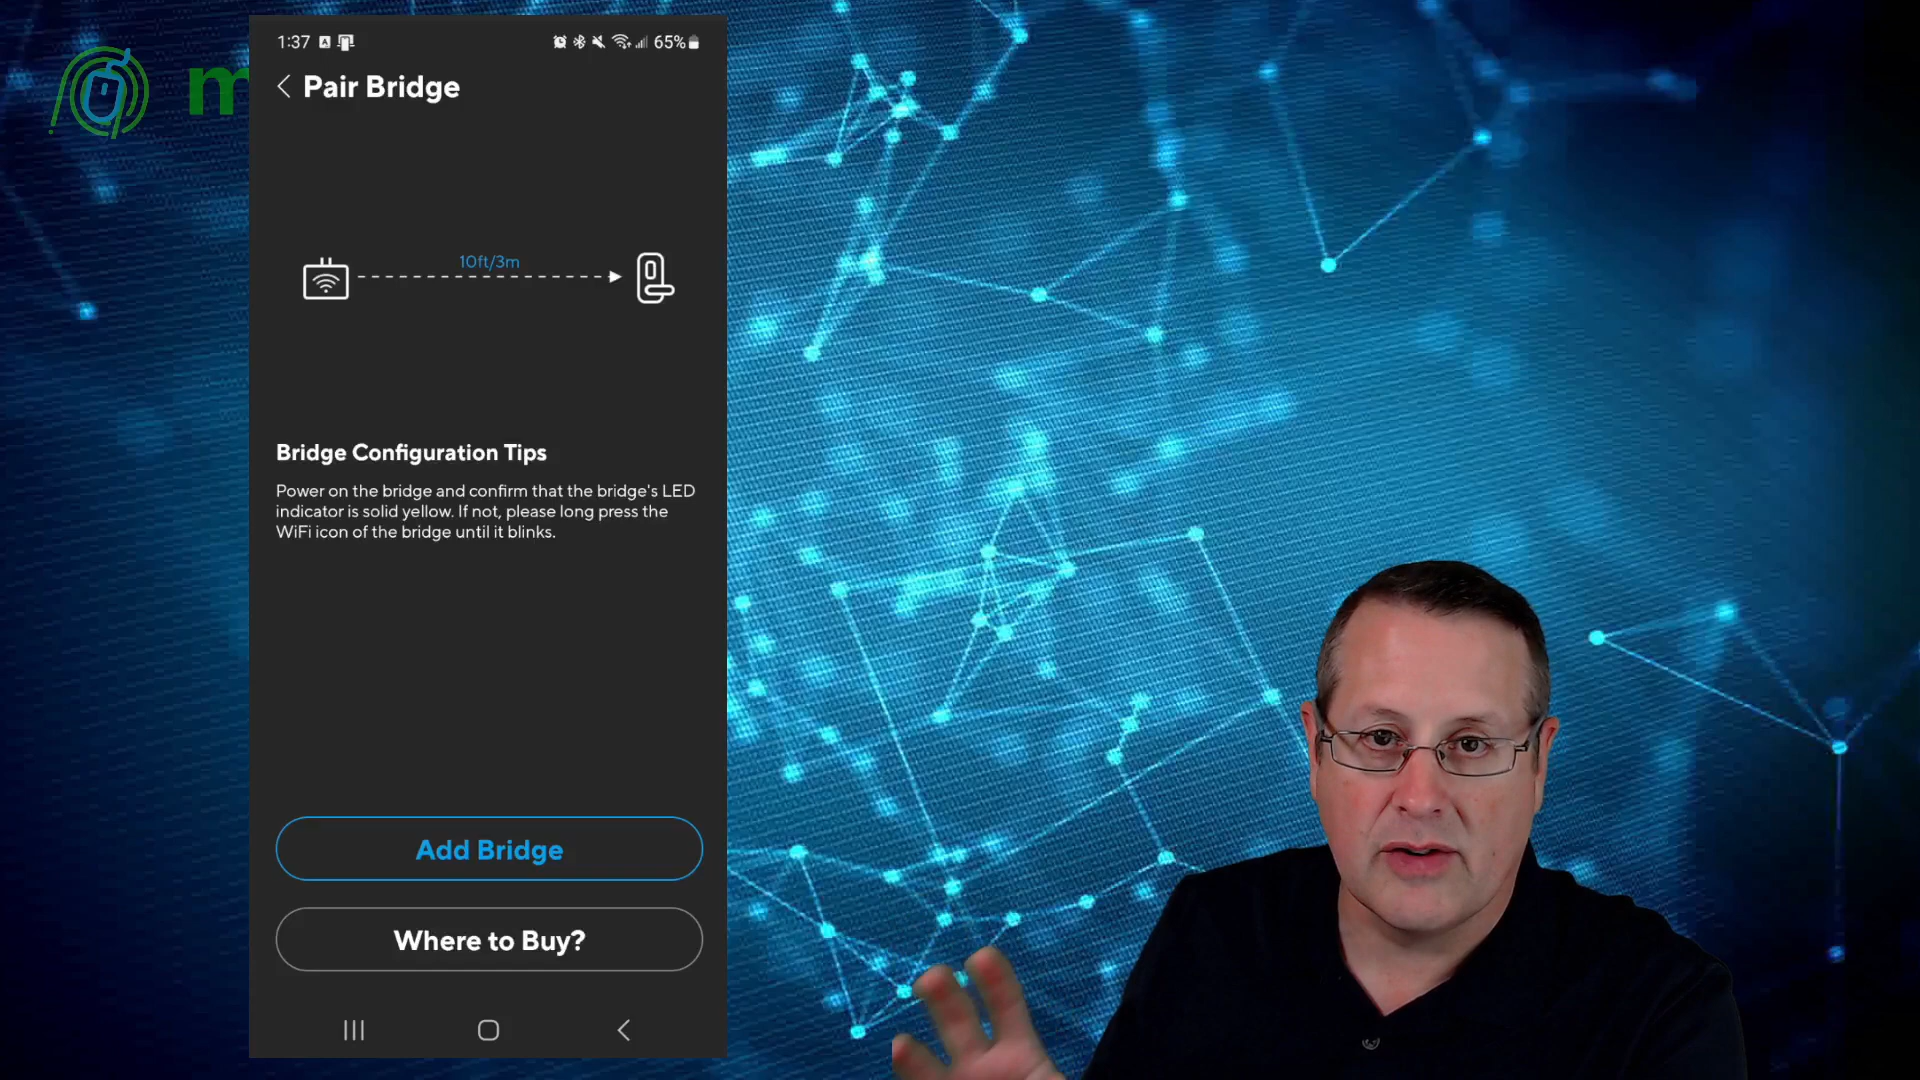 1:37
65%
m
Pair Bridge
10ft/3m
Bridge Configuration Tips
Power on the bridge and confirm that the bridge's LED
indicator is solid yellow. If not, please long press the
WiFi icon of the bridge until it blinks.
Add Bridge
Where to Buy?